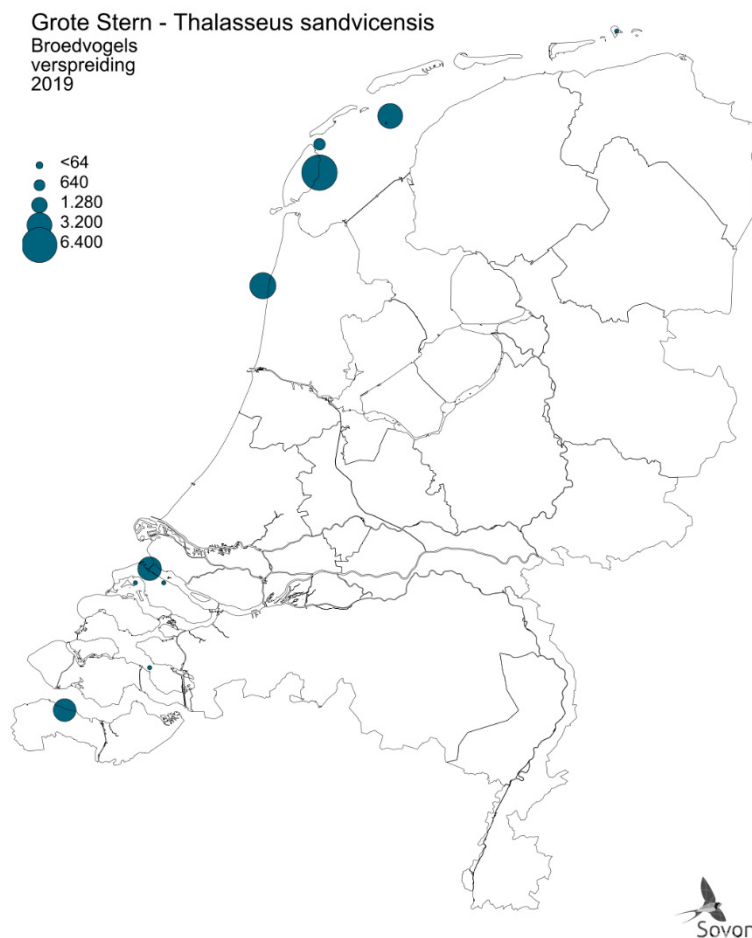 Grote Stern - Thalasseus sandvicensis
Broedvogels
verspreiding
2019
<64
640
1.280
3.200
6.400
Sovon